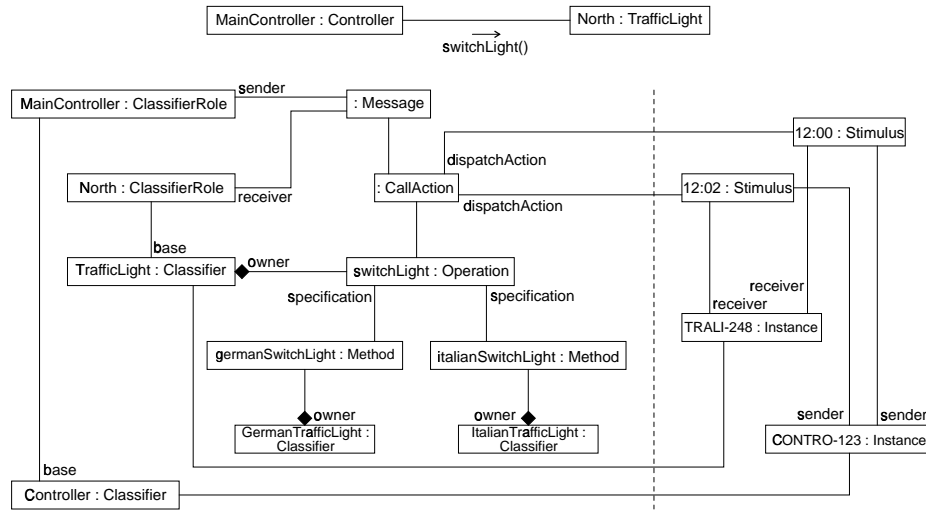 MainController : Controller
North : TrafficLight
switchLight()
sender
MainController : ClassifierRole
: Message
12:00 : Stimulus
dispatchAction
North : ClassifierRole
receiver
: CallAction
12:02 : Stimulus
dispatchAction
base
owner
TrafficLight : Classifier
switchLight : Operation
receiver
specification
specification
receiver
TRALI-248 : Instance
germanSwitchLight : Method
italianSwitchLight : Method
owner
owner
sender
sender
GermanTrafficLight :
Classifier
ItalianTrafficLight :
Classifier
CONTRO-123 : Instance
base
Controller : Classifier